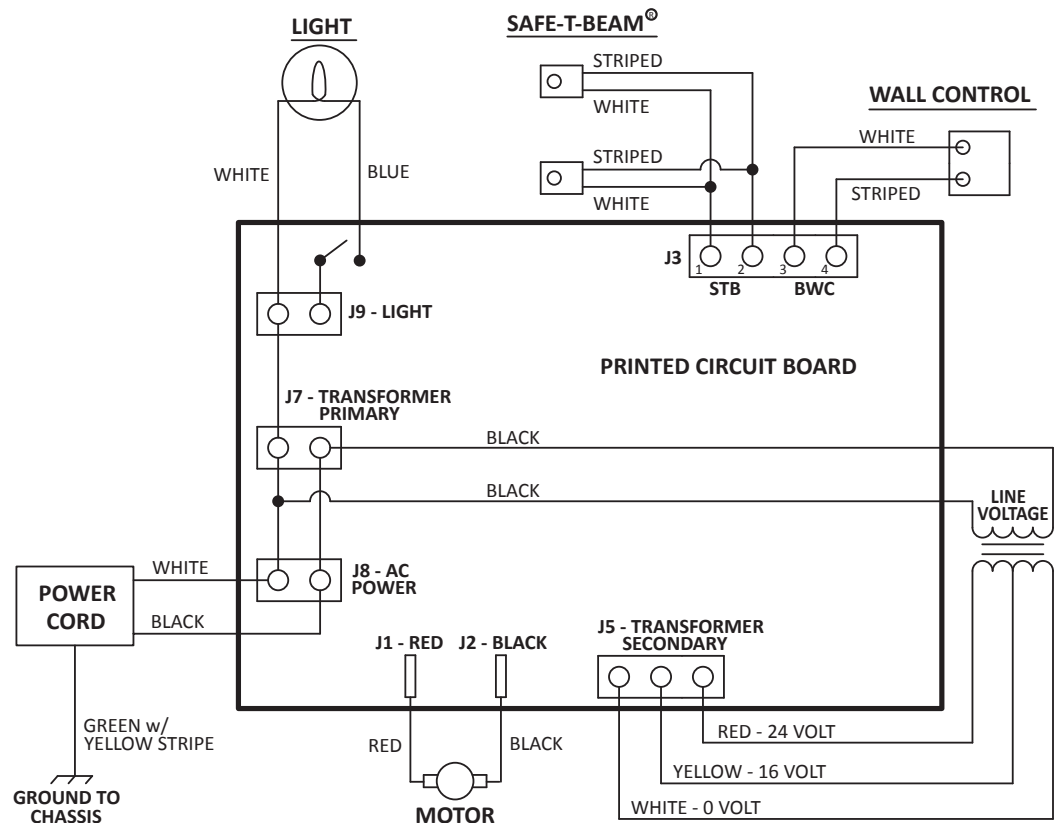 LIGHT
SAFE-T-BEAM®
STRIPED
WHITE
WALL CONTROL
WHITE
STRIPED
WHITE
BLUE
STRIPED
WHITE
J3
1
2
3
4
STB
BWC
J9 - LIGHT
PRINTED CIRCUIT BOARD
J7 - TRANSFORMER
PRIMARY
BLACK
BLACK
LINE
VOLTAGE
WHITE
J8 - AC
POWER
POWER
CORD
BLACK
J1 - RED
J2 - BLACK
J5 - TRANSFORMER
SECONDARY
GREEN w/
YELLOW STRIPE
RED
BLACK
RED - 24 VOLT
YELLOW - 16 VOLT
WHITE - 0 VOLT
GROUND TO
CHASSIS
MOTOR